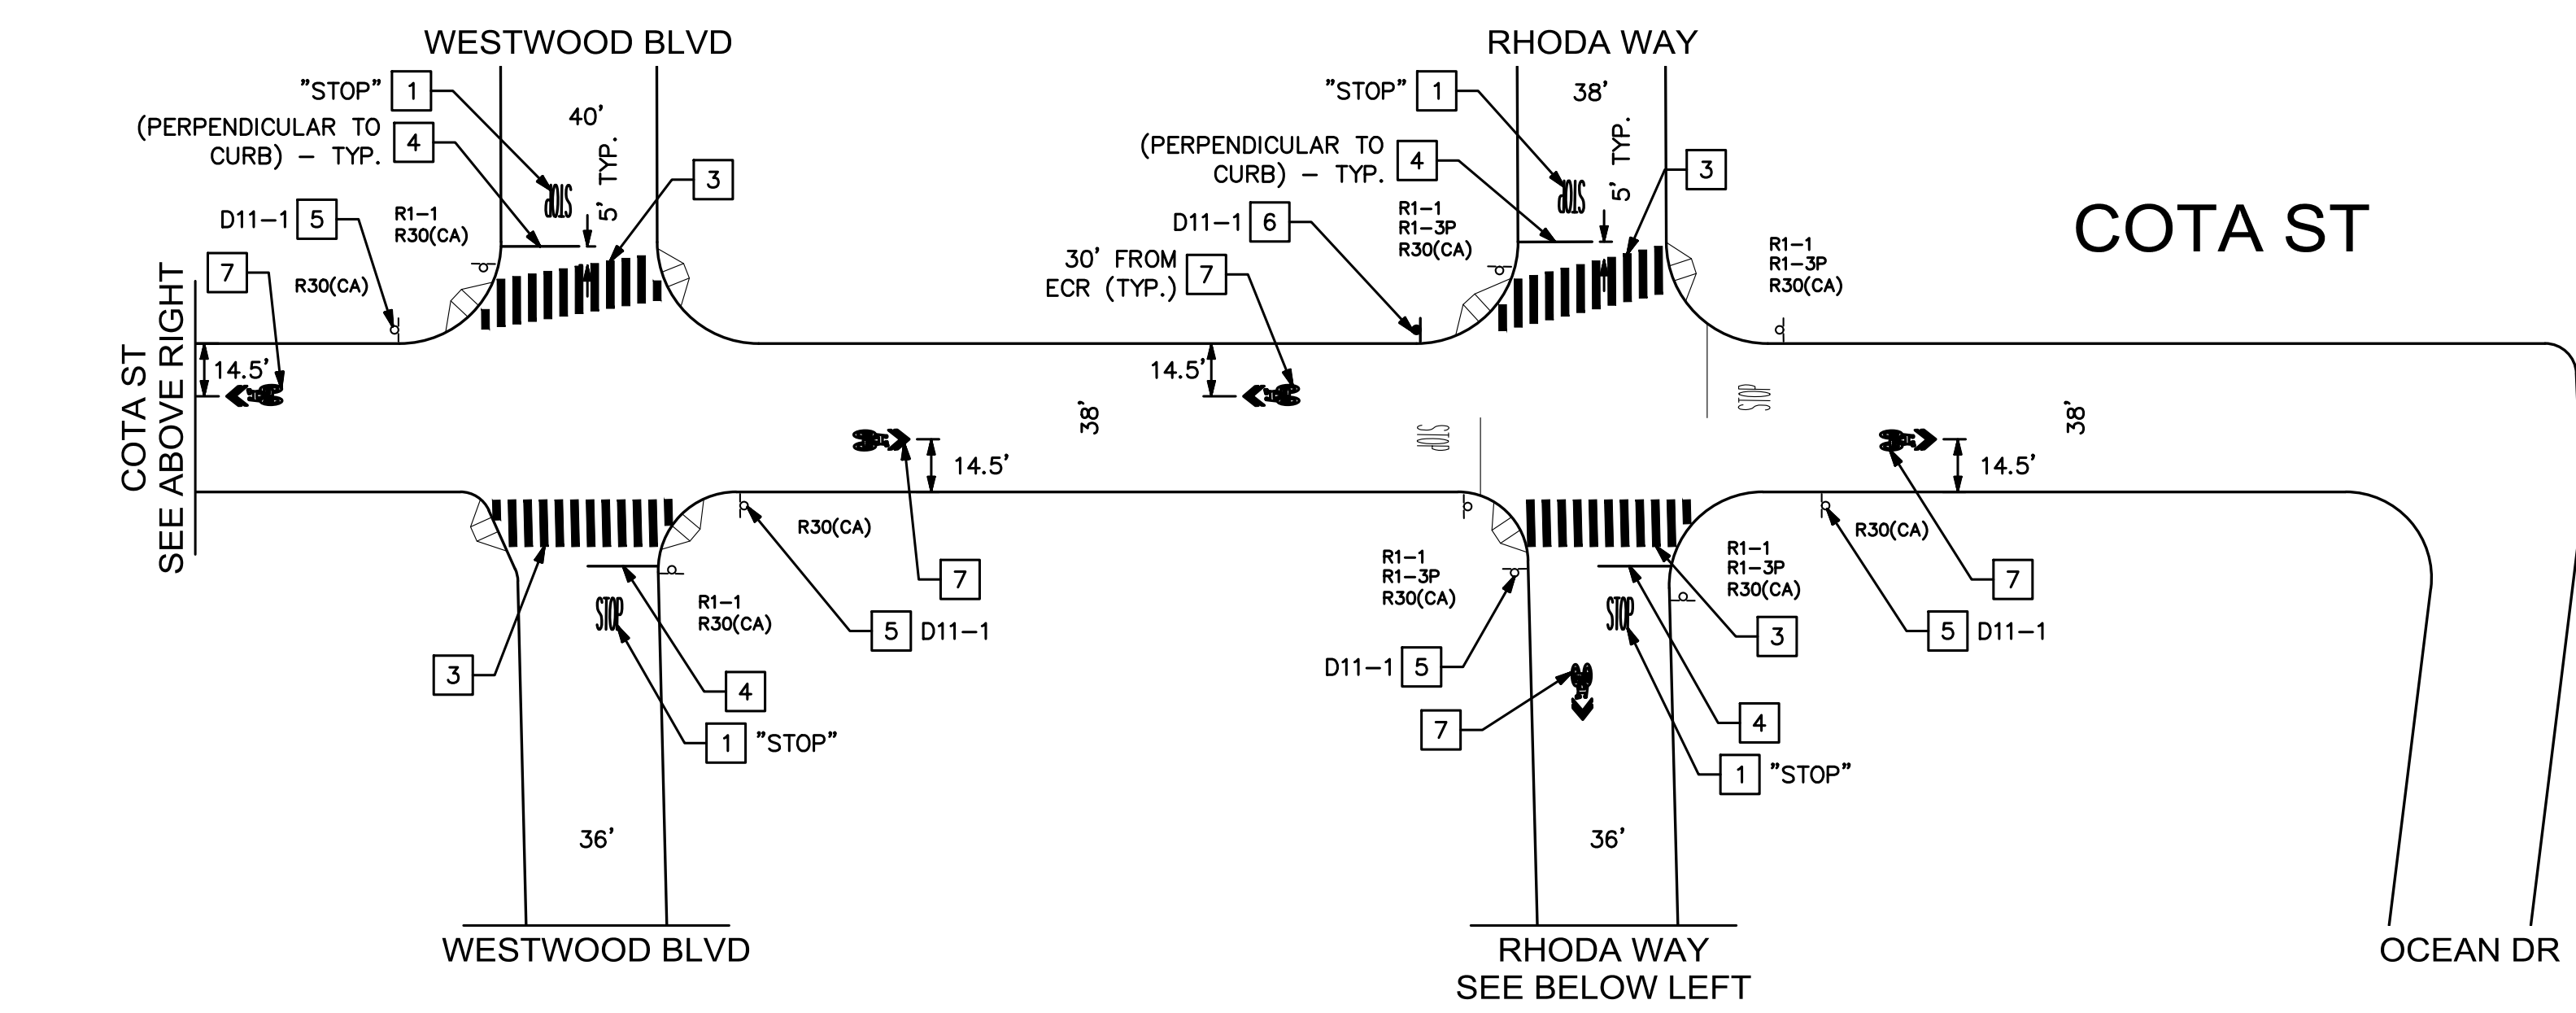 WESTWOOD BLVD
RHODA WAY
"STOP" 1
(PERPENDICULAR TO
CURB) - TYP. 4
40'
5' TYP.
3
STOP
D11-1 5
R1-1
R30(CA)
7
R30(CA)
"STOP" 1
(PERPENDICULAR TO
CURB) - TYP. 4
38'
5' TYP.
3
STOP
D11-1 6
R1-1
R1-3P
R30(CA)
30' FROM
ECR (TYP.) 7
R1-1
R1-3P
R30(CA)
COTA ST
COTA ST
SEE ABOVE RIGHT
14.5'
14.5'
38'
STOP
STOP
38'
14.5'
14.5'
R30(CA)
7
5 D11-1
R1-1
R30(CA)
STOP
3
4
1 "STOP"
36'
R1-1
R1-3P
R30(CA)
D11-1 5
7
STOP
R1-1
R1-3P
R30(CA)
3
4
1 "STOP"
36'
R30(CA)
7
5 D11-1
WESTWOOD BLVD
RHODA WAY
SEE BELOW LEFT
OCEAN DR